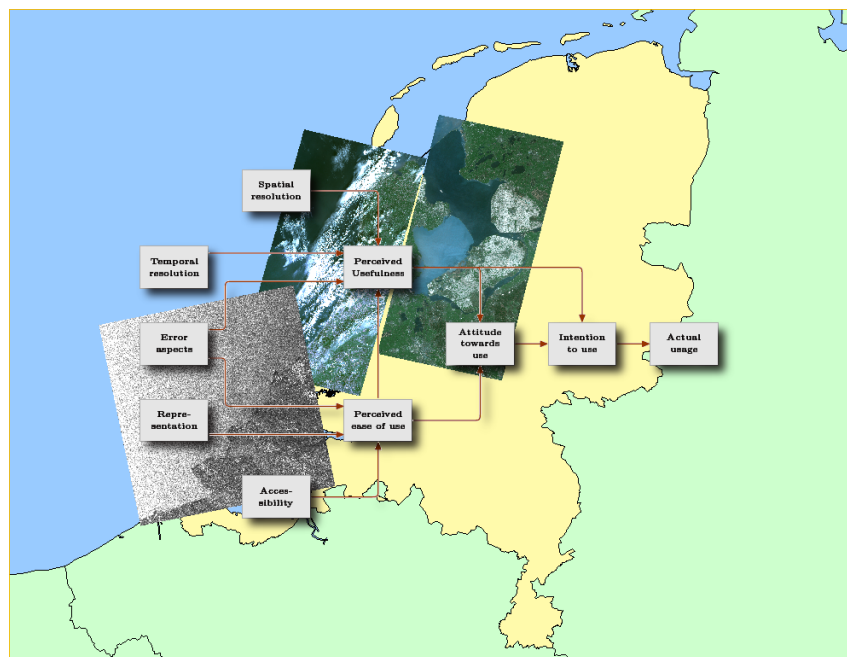 Spatial
resolution
Temporal
resolution
Perceived
Usefulness
Error
aspects
Attitude
towards
use
Intention
to use
Actual
usage
Repre-
sentation
Perceived
ease of use
Acces-
sibility